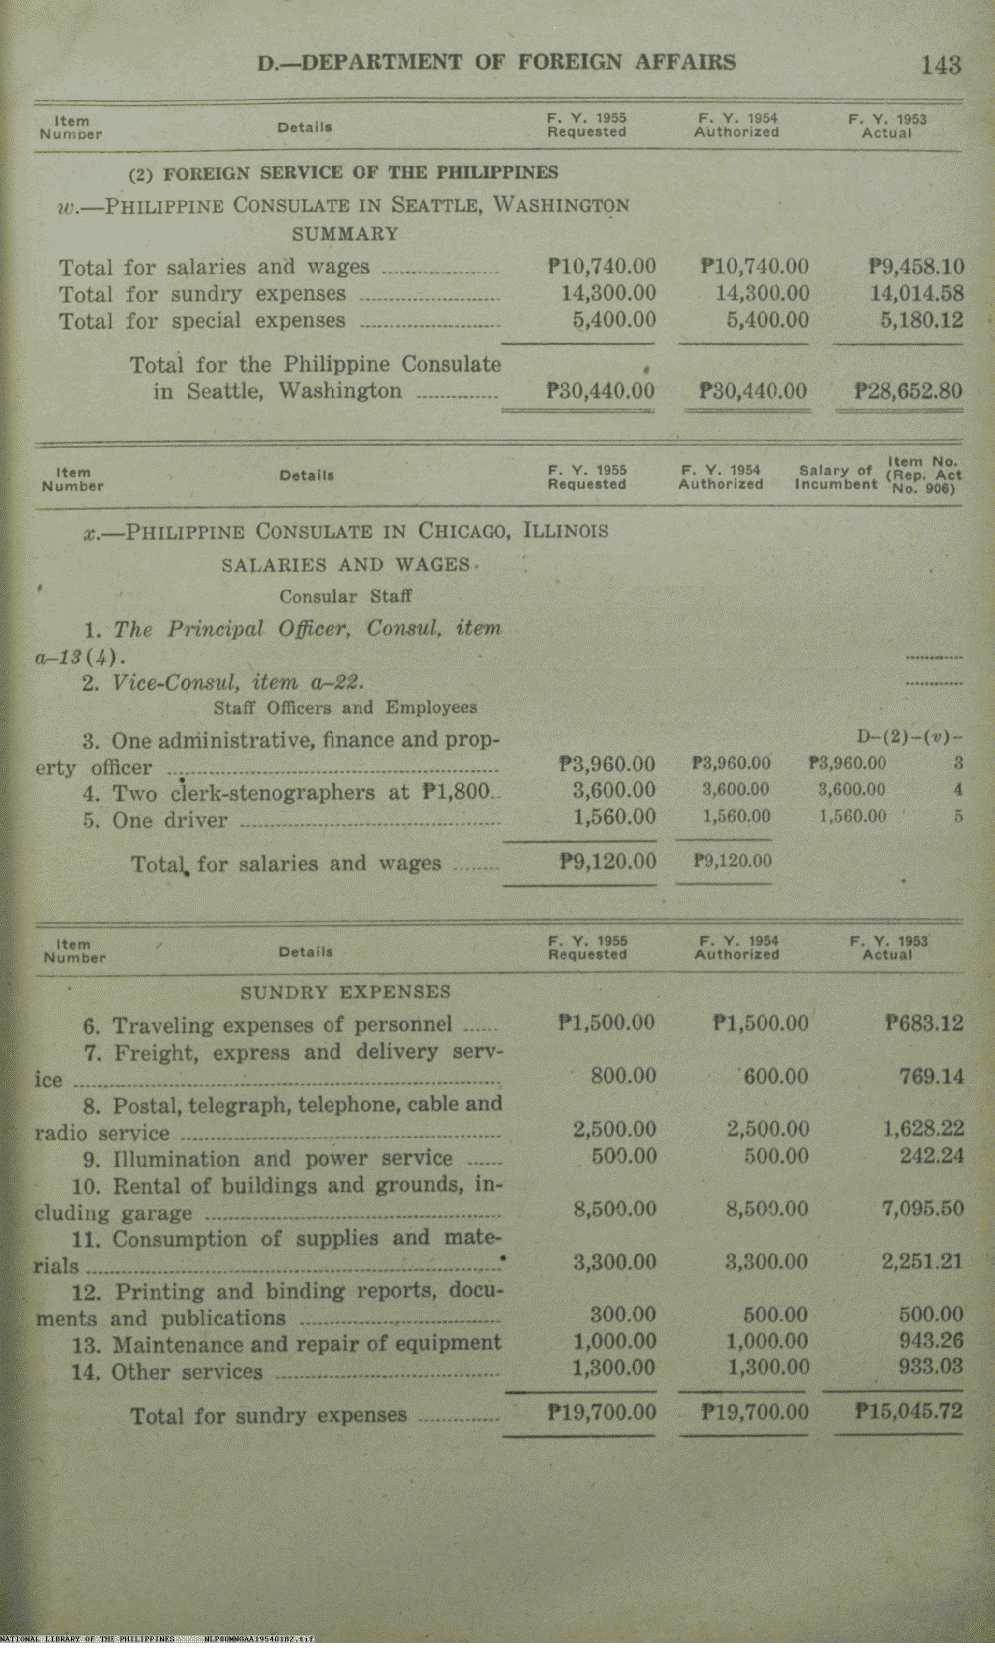 D.—DEPARTMENT OF FOREIGN AFFAIRS 143
Item Number Details F. Y. 1955 Requested F. Y. 1954 Authorized F. Y. 1953 Actual
(2) FOREIGN SERVICE OF THE PHILIPPINES
w.—PHILIPPINE CONSULATE IN SEATTLE, WASHINGTON
SUMMARY
Total for salaries and wages ₱10,740.00 ₱10,740.00 ₱9,458.10
Total for sundry expenses 14,300.00 14,300.00 14,014.58
Total for special expenses 5,400.00 5,400.00 5,180.12
Total for the Philippine Consulate
in Seattle, Washington ₱30,440.00 ₱30,440.00 ₱28,652.80
Item Number Details F. Y. 1955 Requested F. Y. 1954 Authorized Salary of Incumbent Item No. (Rep. Act No. 906)
x.—PHILIPPINE CONSULATE IN CHICAGO, ILLINOIS
SALARIES AND WAGES
Consular Staff
1. The Principal Officer, Consul, item
a–13(4).
2. Vice-Consul, item a–22.
Staff Officers and Employees
3. One administrative, finance and prop- D–(2)–(v)–
erty officer ₱3,960.00 ₱3,960.00 ₱3,960.00 3
4. Two clerk-stenographers at ₱1,800 3,600.00 3,600.00 3,600.00 4
5. One driver 1,560.00 1,560.00 1,560.00 5
Total for salaries and wages ₱9,120.00 ₱9,120.00
Item Number Details F. Y. 1955 Requested F. Y. 1954 Authorized F. Y. 1953 Actual
SUNDRY EXPENSES
6. Traveling expenses of personnel ₱1,500.00 ₱1,500.00 ₱683.12
7. Freight, express and delivery serv-
ice 800.00 600.00 769.14
8. Postal, telegraph, telephone, cable and
radio service 2,500.00 2,500.00 1,628.22
9. Illumination and power service 500.00 500.00 242.24
10. Rental of buildings and grounds, in-
cluding garage 8,500.00 8,500.00 7,095.50
11. Consumption of supplies and mate-
rials 3,300.00 3,300.00 2,251.21
12. Printing and binding reports, docu-
ments and publications 300.00 500.00 500.00
13. Maintenance and repair of equipment 1,000.00 1,000.00 943.26
14. Other services 1,300.00 1,300.00 933.03
Total for sundry expenses ₱19,700.00 ₱19,700.00 ₱15,045.72
NATIONAL LIBRARY OF THE PHILIPPINES NLP00MNGAA1954018Z.tif